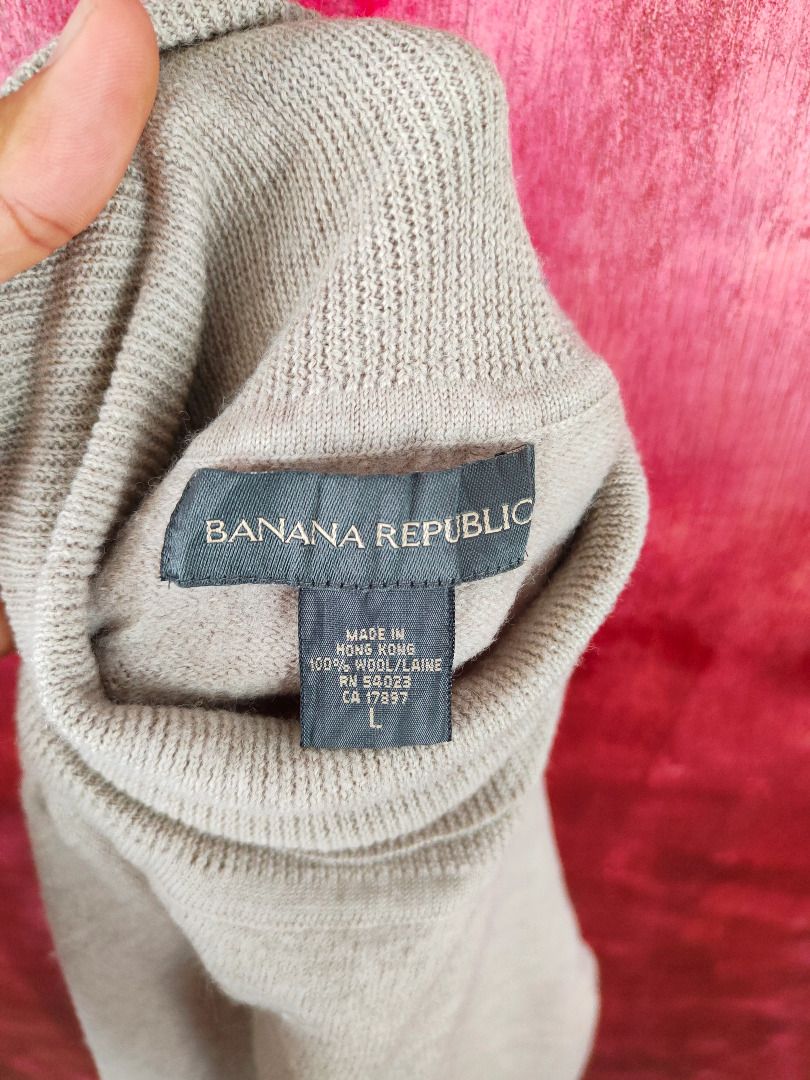 BANANA REPUBLIC
MADE IN
HONG KONG
100% WOOL/LAINE
RN 54023
CA 17897
L